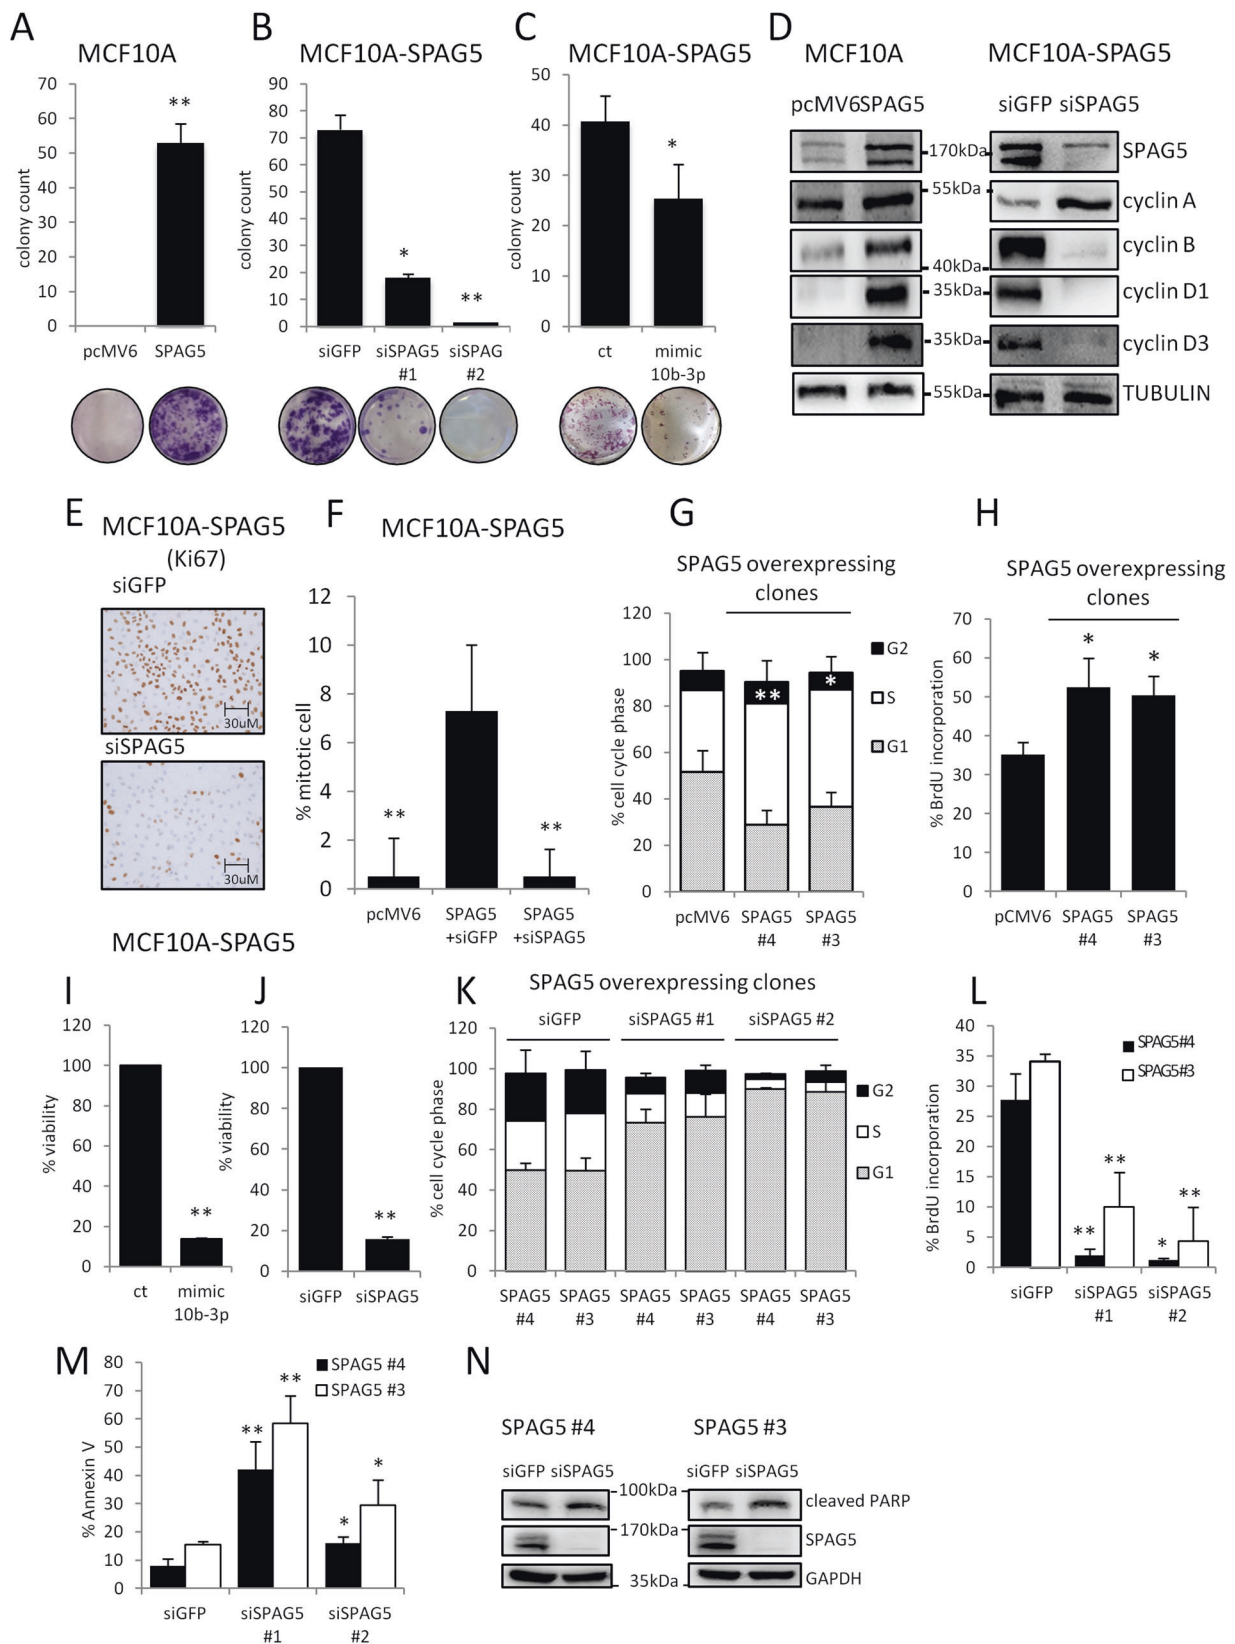 A
MCF10A
70
60
50
40
30
20
10
0
colony count
**
pcMV6
SPAG5
B
MCF10A-SPAG5
90
80
70
60
50
40
30
20
10
0
colony count
*
**
siGFP
siSPAG5
#1
siSPAG
#2
C
MCF10A-SPAG5
50
40
30
20
10
0
colony count
*
ct
mimic
10b-3p
D
MCF10A
MCF10A-SPAG5
pcMV6SPAG5
siGFP siSPAG5
170kDa
SPAG5
55kDa
cyclin A
cyclin B
40kDa
35kDa
cyclin D1
35kDa
cyclin D3
55kDa
TUBULIN
E
MCF10A-SPAG5
(Ki67)
siGFP
30uM
siSPAG5
30uM
F
MCF10A-SPAG5
12
10
8
6
4
2
0
% mitotic cell
**
**
pcMV6
SPAG5
+siGFP
SPAG5
+siSPAG5
G
SPAG5 overexpressing
clones
120
100
80
60
40
20
0
% cell cycle phase
**
*
G2
S
G1
pcMV6
SPAG5
#4
SPAG5
#3
H
SPAG5 overexpressing
clones
70
60
50
40
30
20
10
0
% BrdU incorporation
*
*
pCMV6
SPAG5
#4
SPAG5
#3
MCF10A-SPAG5
I
120
100
80
60
40
20
0
% viability
**
ct
mimic
10b-3p
J
120
100
80
60
40
20
0
% viability
**
siGFP
siSPAG5
K
SPAG5 overexpressing clones
siGFP
siSPAG5 #1
siSPAG5 #2
120
100
80
60
40
20
0
% cell cycle phase
G2
S
G1
SPAG5
#4
SPAG5
#3
SPAG5
#4
SPAG5
#3
SPAG5
#4
SPAG5
#3
L
40
35
30
25
20
15
10
5
0
% BrdU incorporation
SPAG5#4
SPAG5#3
**
**
*
**
siGFP
siSPAG5
#1
siSPAG5
#2
M
80
70
60
50
40
30
20
10
0
% Annexin V
SPAG5 #4
SPAG5 #3
**
**
*
*
siGFP
siSPAG5
#1
siSPAG5
#2
N
SPAG5 #4
SPAG5 #3
siGFP siSPAG5
siGFP siSPAG5
100kDa
cleaved PARP
170kDa
SPAG5
35kDa
GAPDH